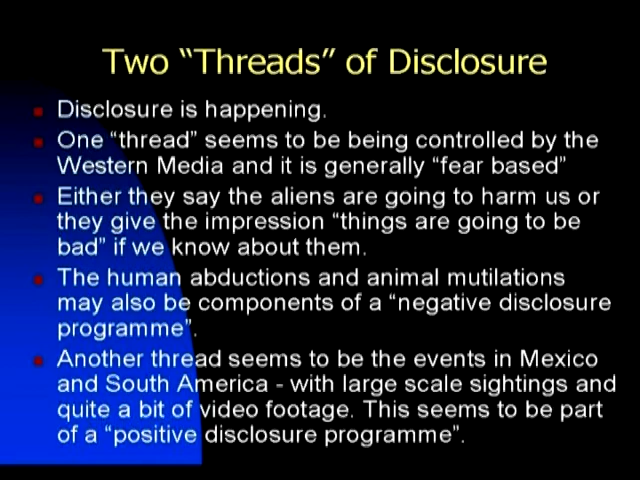 Two “Threads” of Disclosure
Disclosure is happening.
One “thread” seems to be being controlled by the
Western Media and it is generally “fear based”
Either they say the aliens are going to harm us or
they give the impression “things are going to be
bad” if we know about them.
The human abductions and animal mutilations
may also be components of a “negative disclosure
programme”.
Another thread seems to be the events in Mexico
and South America - with large scale sightings and
quite a bit of video footage. This seems to be part
of a “positive disclosure programme”.